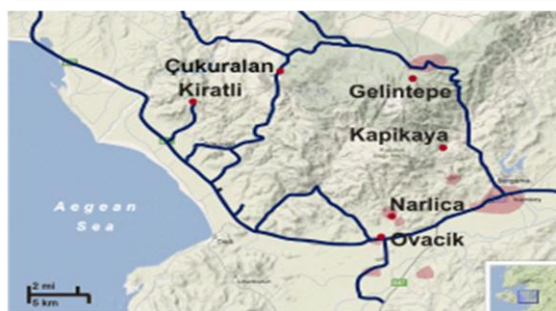 Çukuralan
Kiratli
Gelintepe
Kapikaya
Narlica
Ovacik
Aegean
Sea
2 mi
5 km